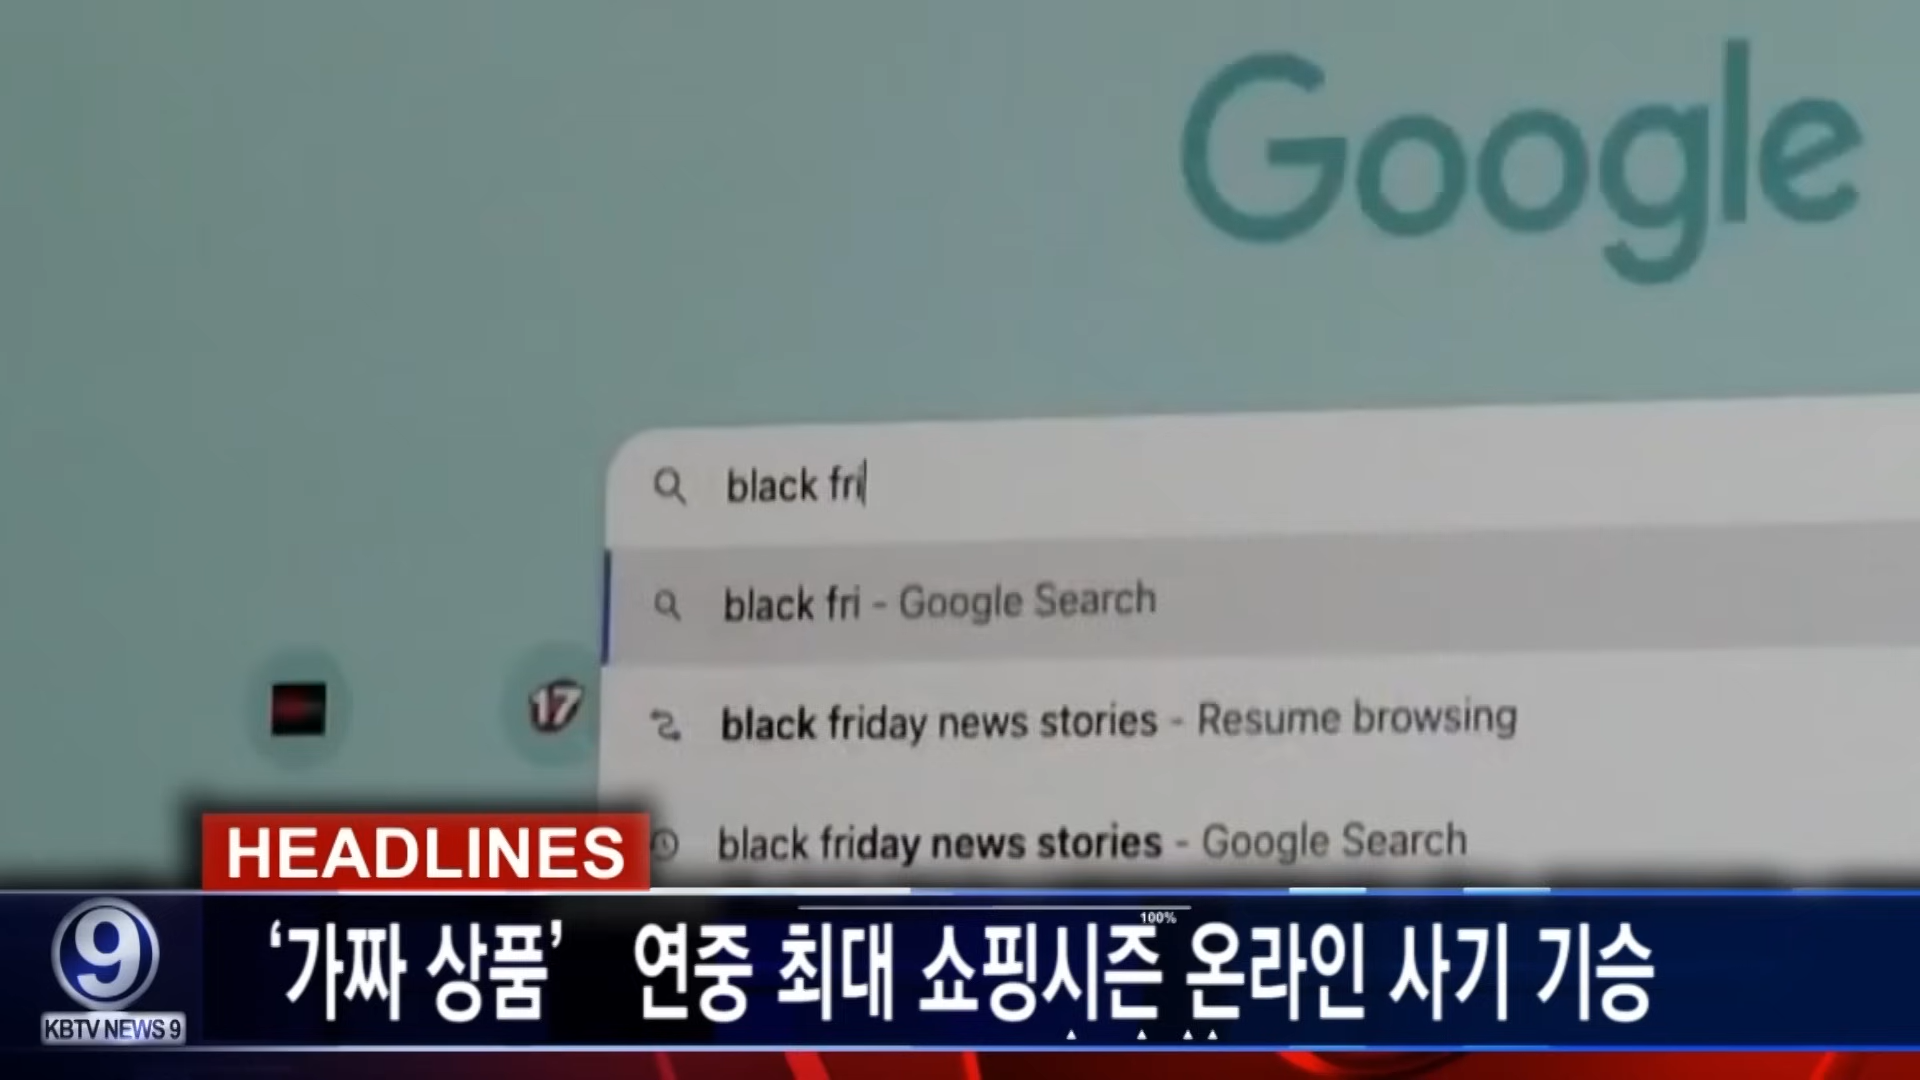 Google
black fri
black fri - Google Search
17
black friday news stories - Resume browsing
black friday news stories - Google Search
HEADLINES
100%
‘가짜 상품’ 연중 최대 쇼핑시즌 온라인 사기 기승
9
KBTV NEWS 9